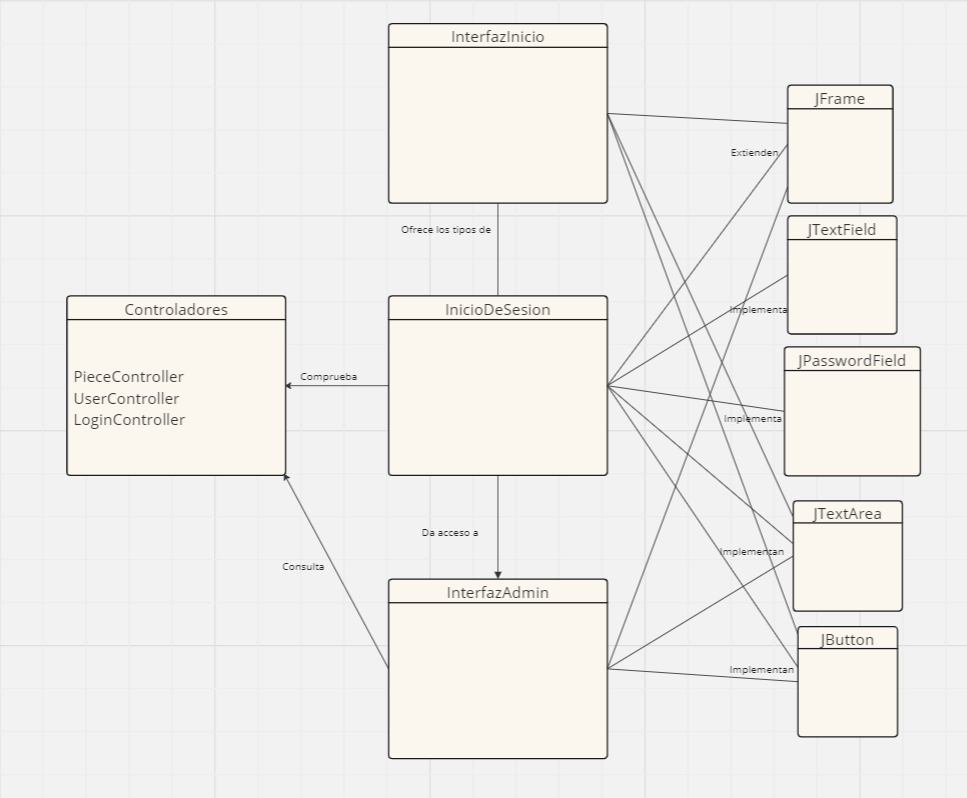 InterfazInicio
JFrame
Extienden
JTextField
Ofrece los tipos de
Controladores
InicioDeSesion
Implementa
JPasswordField
PieceController
UserController
LoginController
Comprueba
Implementa
JTextArea
Da acceso a
Implementan
Consulta
InterfazAdmin
JButton
Implementan